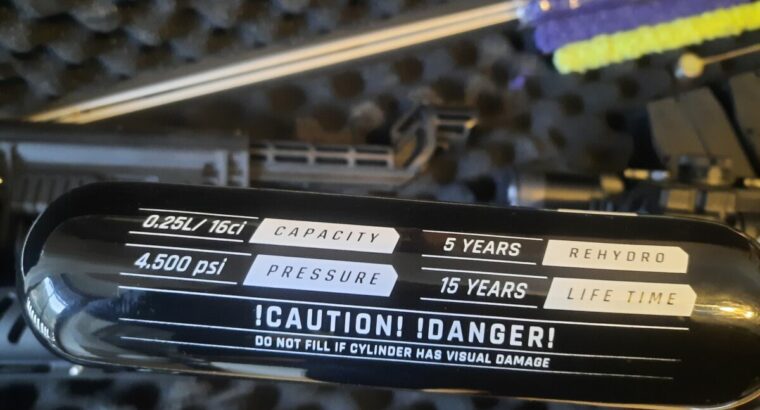 0.25L/ 16ci CAPACITY 5 YEARS REHYDRO
4.500 psi PRESSURE 15 YEARS LIFE TIME
!CAUTION! !DANGER!
DO NOT FILL IF CYLINDER HAS VISUAL DAMAGE